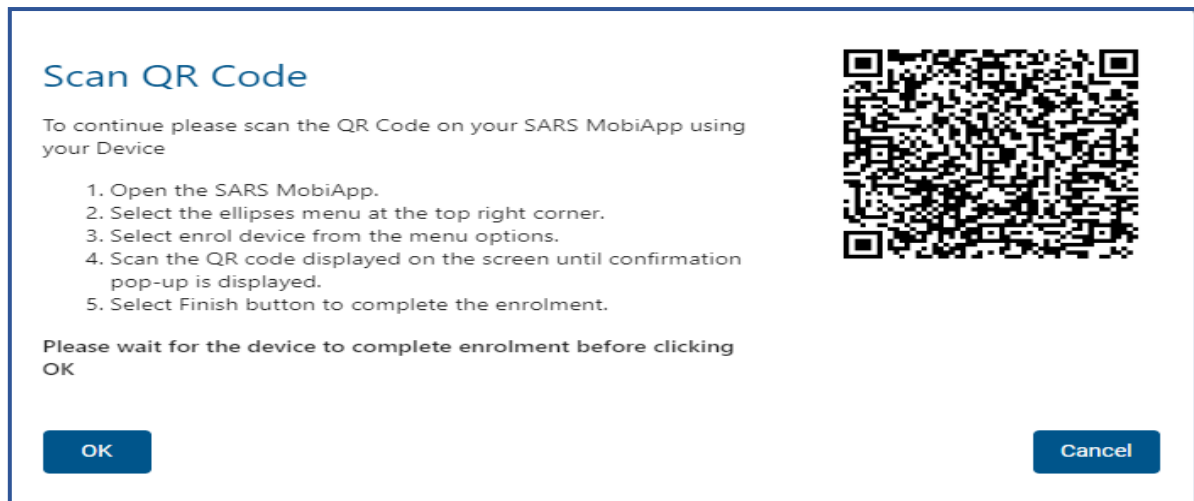 Scan QR Code
To continue please scan the QR Code on your SARS MobiApp using
your Device
1. Open the SARS MobiApp.
2. Select the ellipses menu at the top right corner.
3. Select enrol device from the menu options.
4. Scan the QR code displayed on the screen until confirmation
pop-up is displayed.
5. Select Finish button to complete the enrolment.
Please wait for the device to complete enrolment before clicking
OK
OK
Cancel